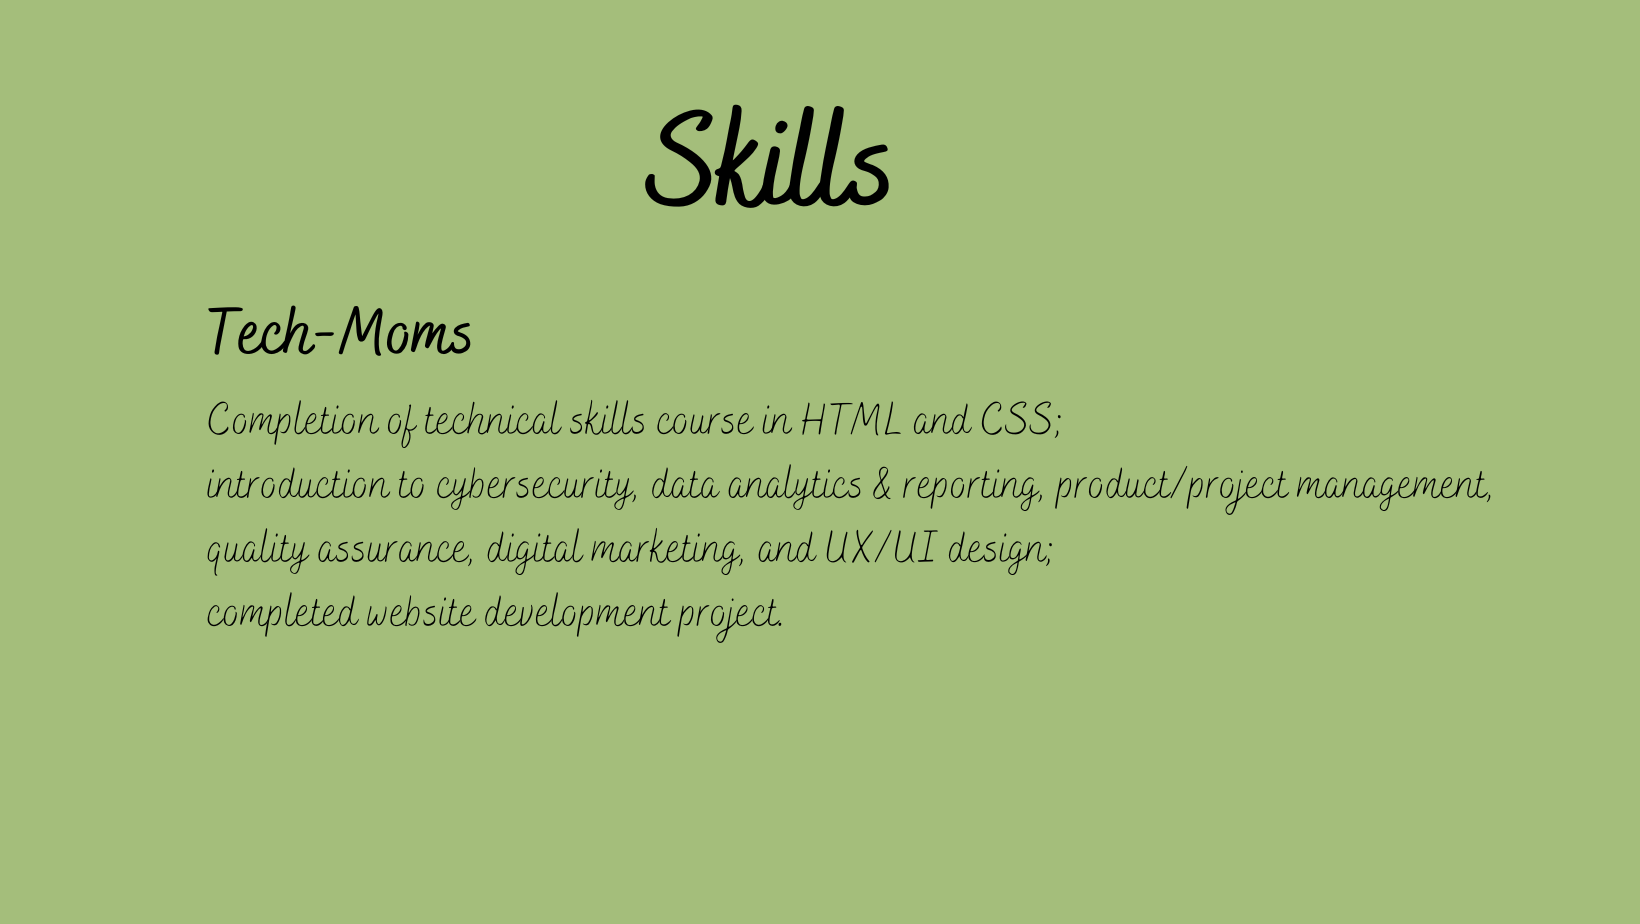 Skills
Tech-Moms
Completion of technical skills course in HTML and CSS;
introduction to cybersecurity, data analytics & reporting, product/project management,
quality assurance, digital marketing, and UX/UI design;
completed website development project.